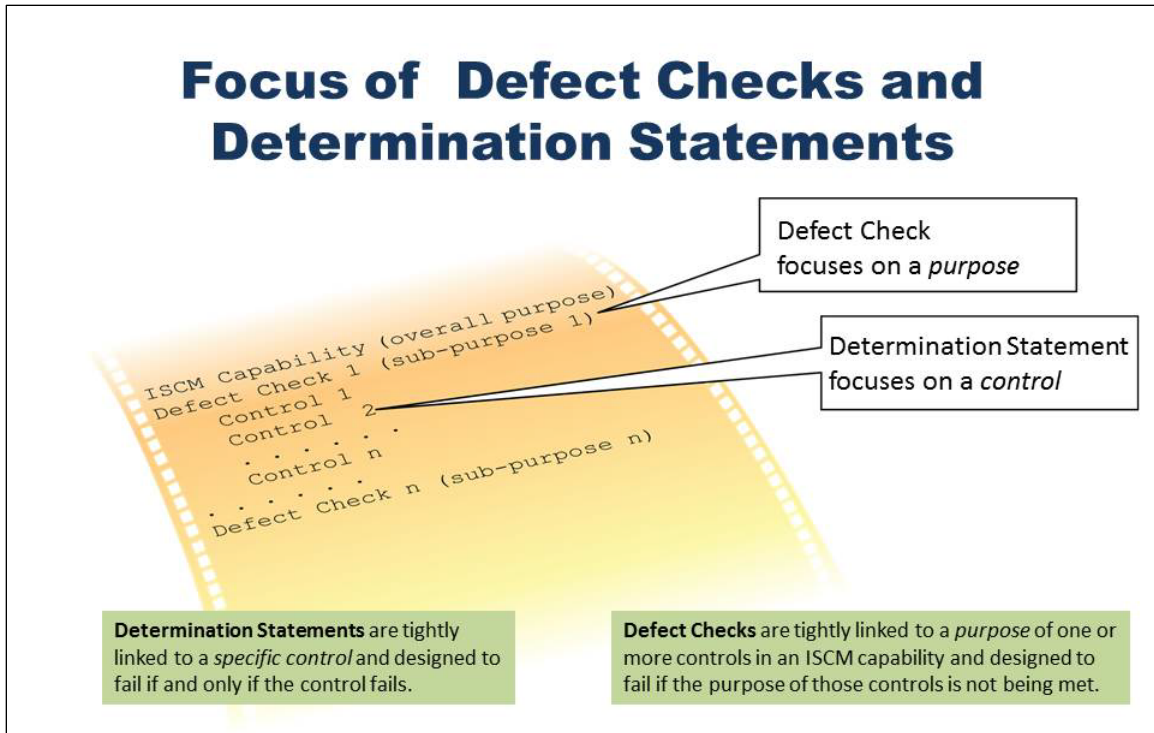 Focus of  Defect Checks and
Determination Statements
Defect Check
focuses on a purpose
Determination Statement
focuses on a control
ISCM Capability (overall purpose)
Defect Check 1 (sub-purpose 1)
Control 1
Control  2
. . . . . .
Control n
. . . . . .
Defect Check n (sub-purpose n)
Determination Statements are tightly
linked to a specific control and designed to
fail if and only if the control fails.
Defect Checks are tightly linked to a purpose of one or
more controls in an ISCM capability and designed to
fail if the purpose of those controls is not being met.